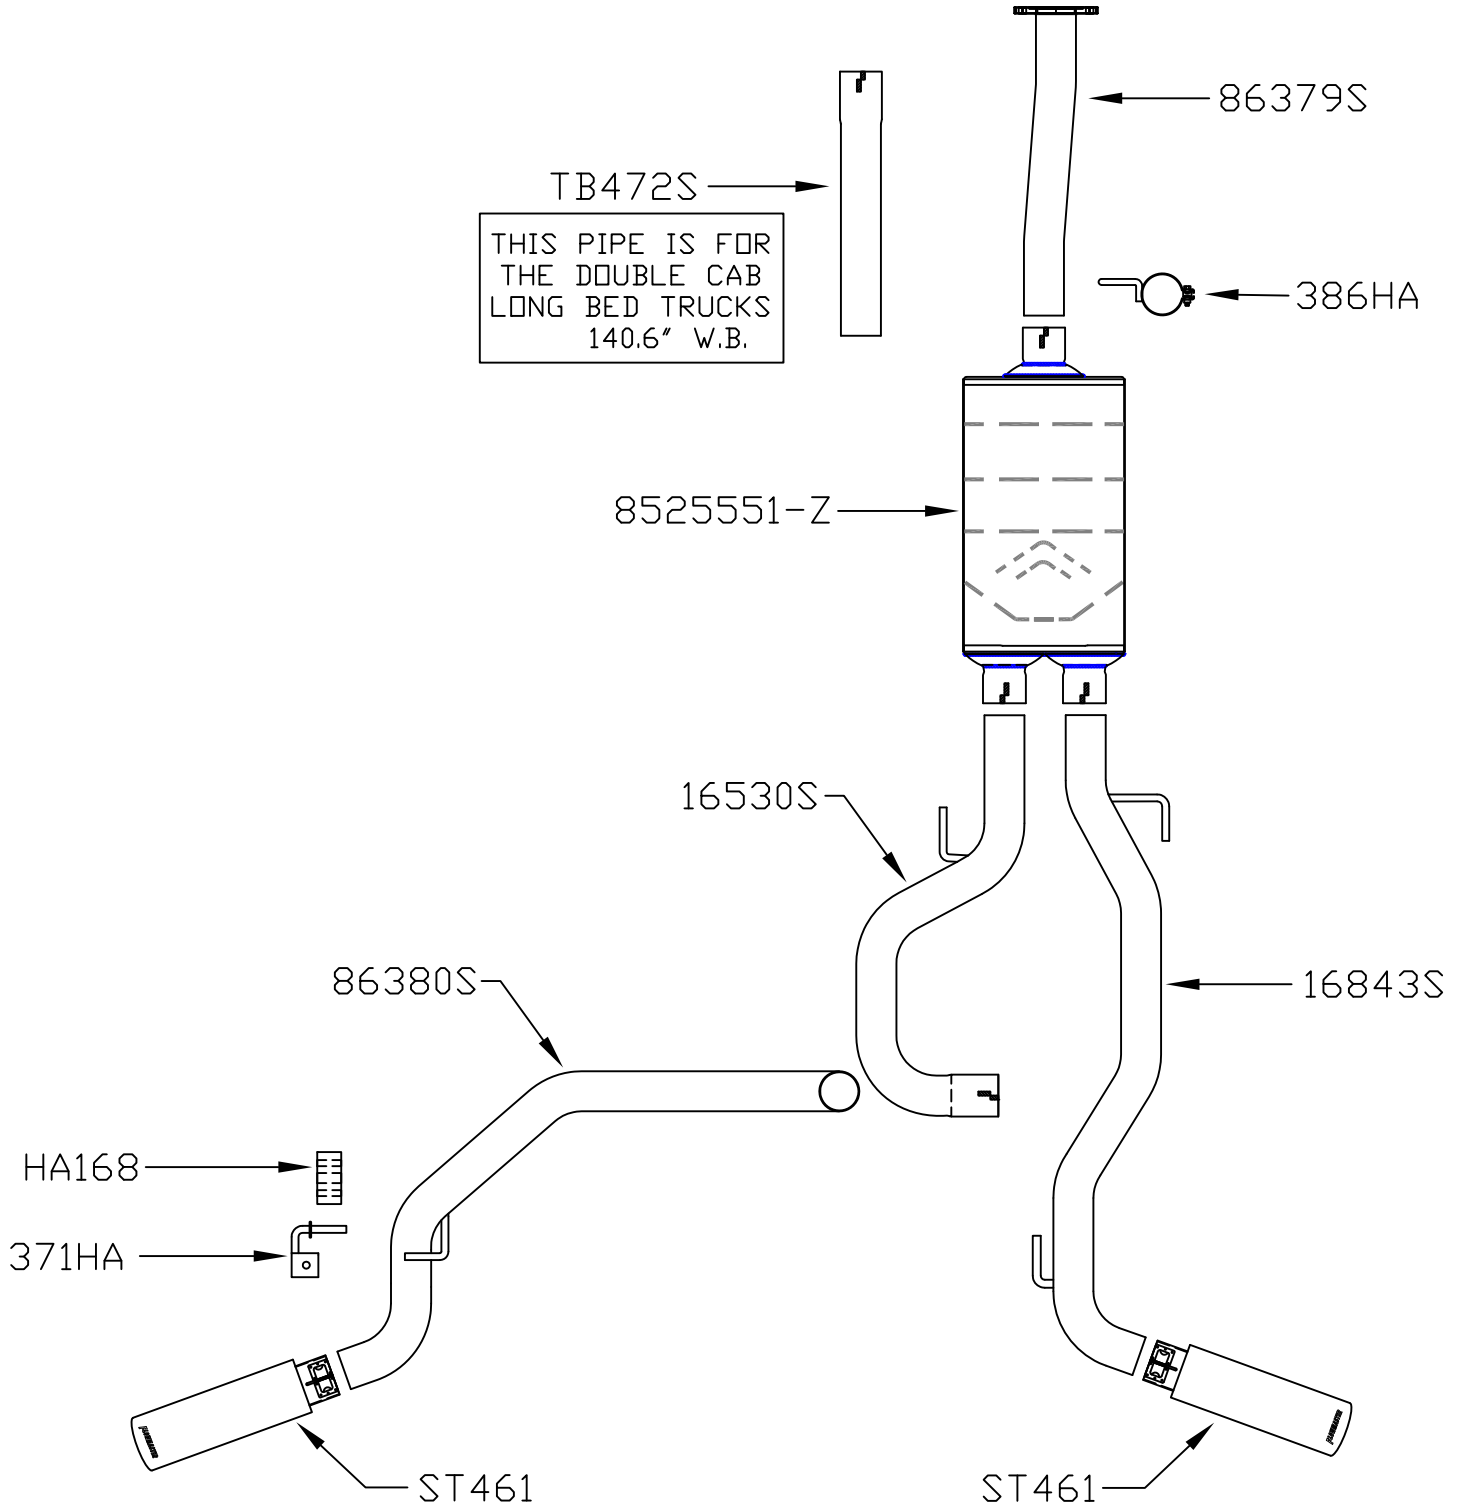 86379S
TB472S
THIS PIPE IS FOR
THE DOUBLE CAB
LONG BED TRUCKS
140.6" W.B.
386HA
8525551-Z
16530S
86380S
16843S
HA168
371HA
ST461
ST461